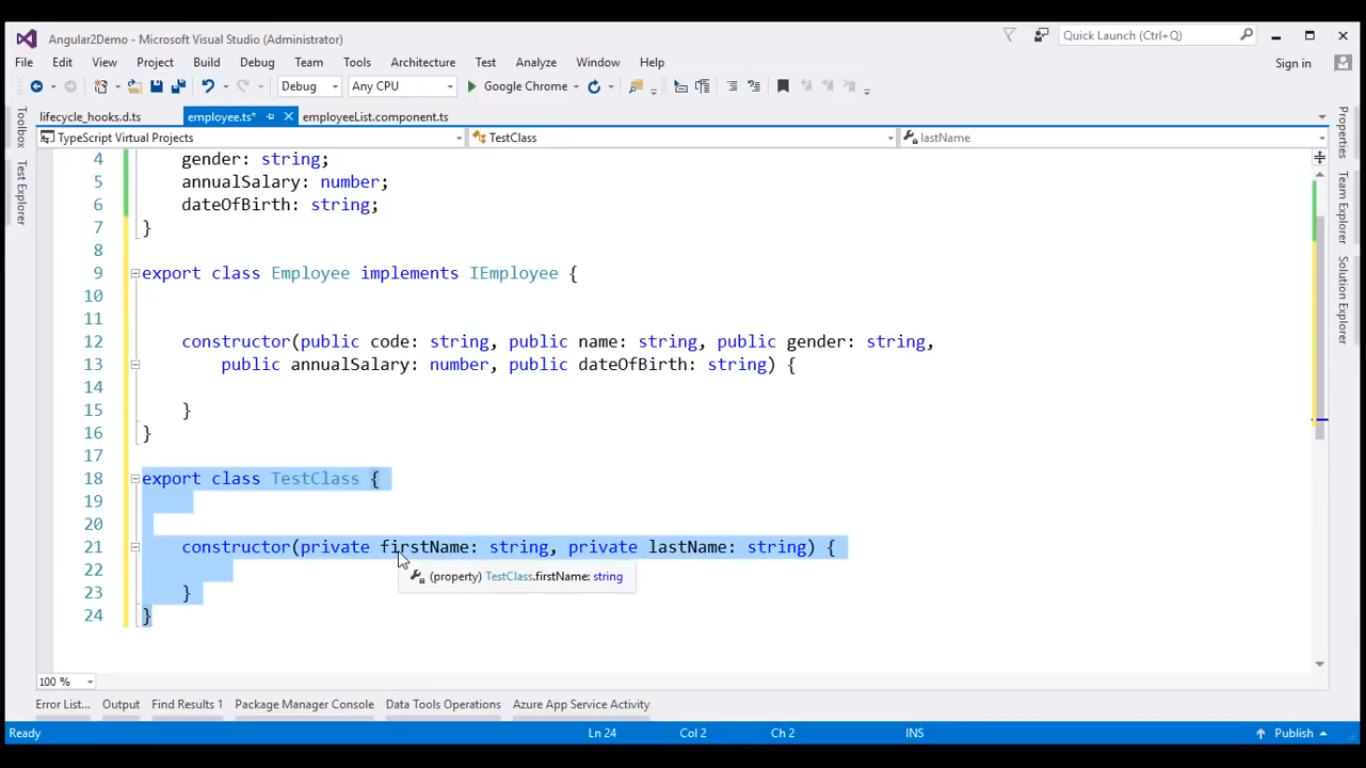 Angular2Demo - Microsoft Visual Studio (Administrator)
Quick Launch (Ctrl+Q)
File Edit View Project Build Debug Team Tools Architecture Test Analyze Window Help
Sign in
Debug Any CPU Google Chrome
lifecycle_hooks.d.ts employee.ts* employeeList.component.ts
TypeScript Virtual Projects TestClass lastName
Toolbox
Test Explorer
4 gender: string;
5 annualSalary: number;
6 dateOfBirth: string;
7 }
8
9 export class Employee implements IEmployee {
10
11
12 constructor(public code: string, public name: string, public gender: string,
13 public annualSalary: number, public dateOfBirth: string) {
14
15 }
16 }
17
18 export class TestClass {
19
20
21 constructor(private firstName: string, private lastName: string) {
22
(property) TestClass.firstName: string
23 }
24 }
Properties
Team Explorer
Solution Explorer
100 %
Error List... Output Find Results 1 Package Manager Console Data Tools Operations Azure App Service Activity
Ready Ln 24 Col 2 Ch 2 INS Publish